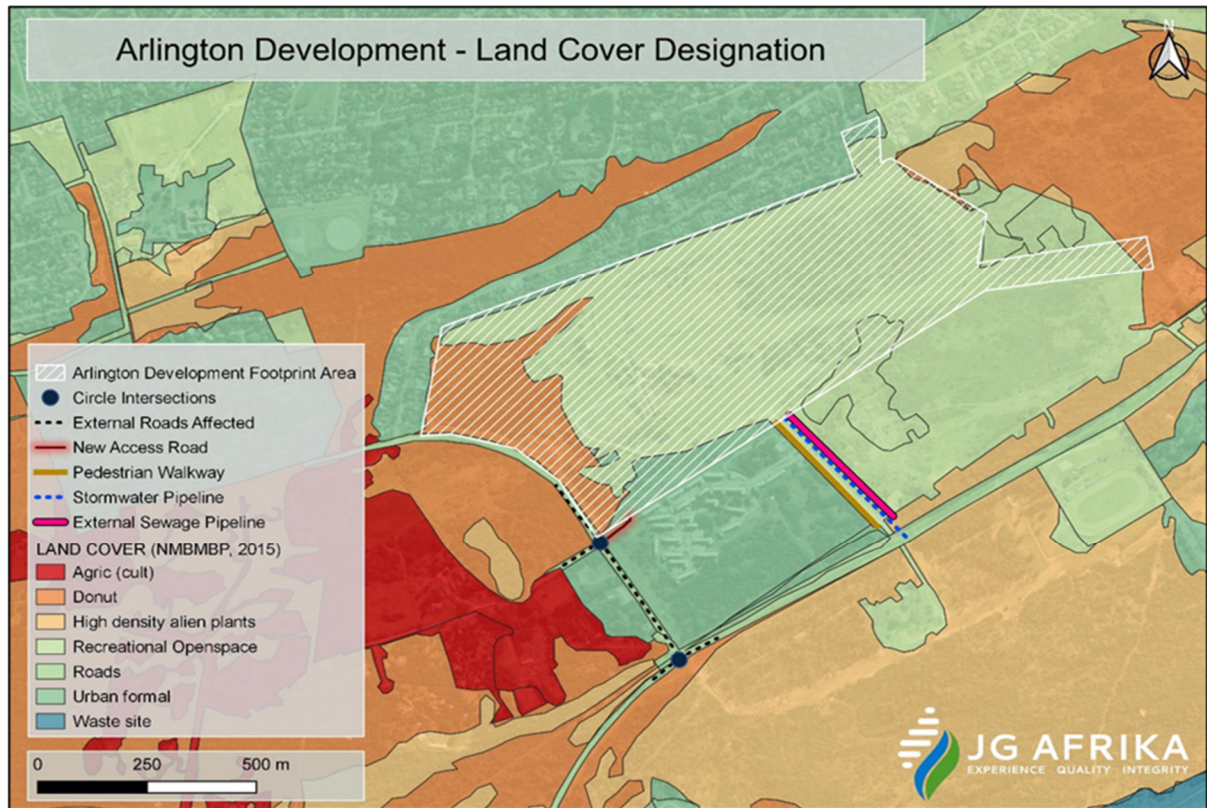 Arlington Development - Land Cover Designation
N
Arlington Development Footprint Area
Circle Intersections
External Roads Affected
New Access Road
Pedestrian Walkway
Stormwater Pipeline
External Sewage Pipeline
LAND COVER (NMBMBP, 2015)
Agric (cult)
Donut
High density alien plants
Recreational Openspace
Roads
Urban formal
Waste site
0 250 500 m
JG AFRIKA
EXPERIENCE QUALITY INTEGRITY